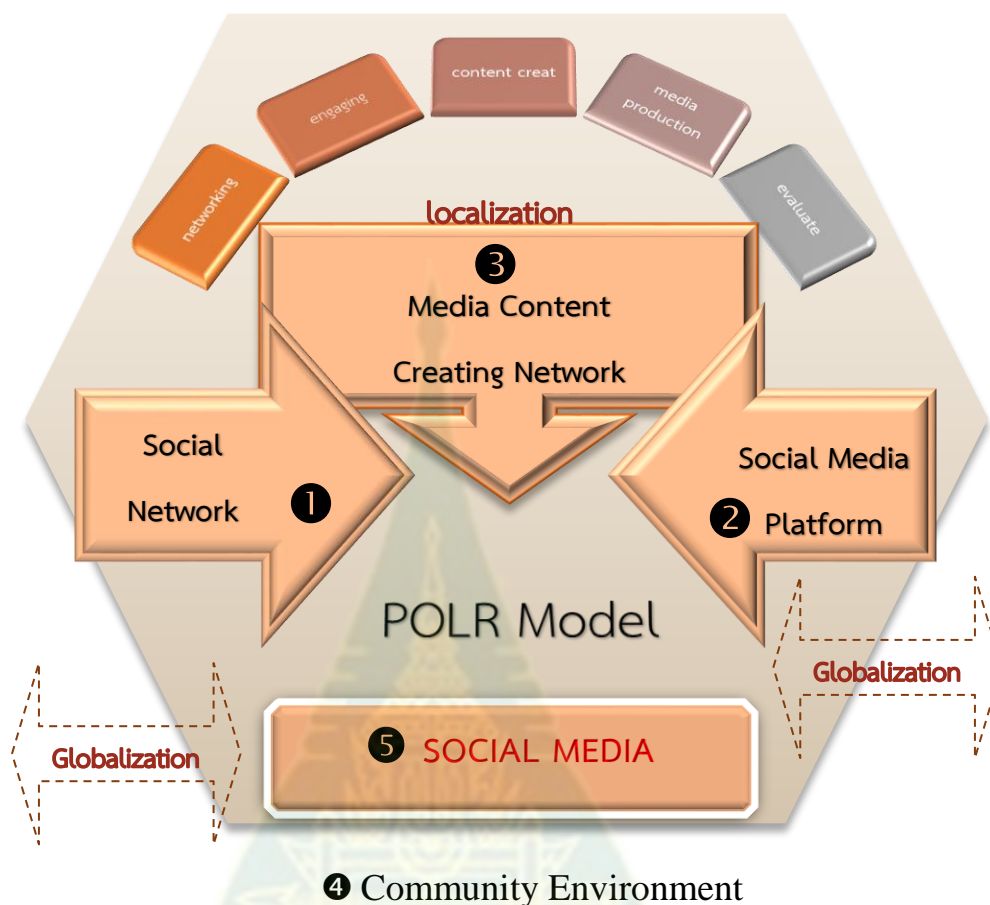 content creat
engaging
media
production
networking
evaluate
localization
❸
Media Content
Creating Network
Social
Network ❶
Social Media
❷ Platform
POLR Model
Globalization
Globalization
❺ SOCIAL MEDIA
❹ Community Environment